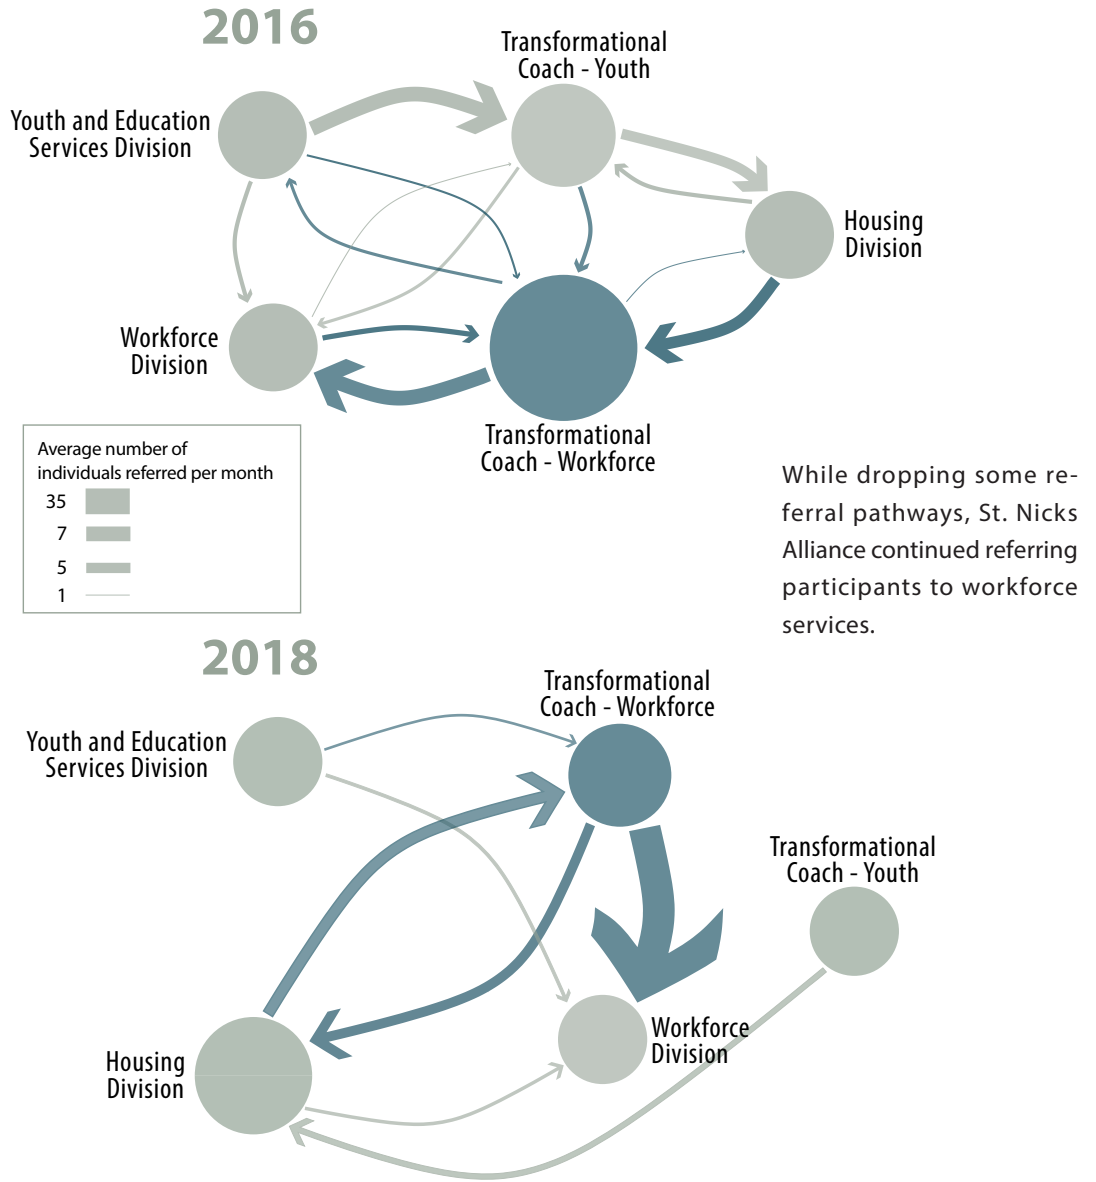 2016
Transformational
Coach - Youth
Youth and Education
Services Division
Housing
Division
Workforce
Division
Transformational
Coach - Workforce
Average number of
individuals referred per month
35
7
5
1
While dropping some re-
ferral pathways, St. Nicks
Alliance continued referring
participants to workforce
services.
2018
Transformational
Coach - Workforce
Youth and Education
Services Division
Transformational
Coach - Youth
Workforce
Division
Housing
Division